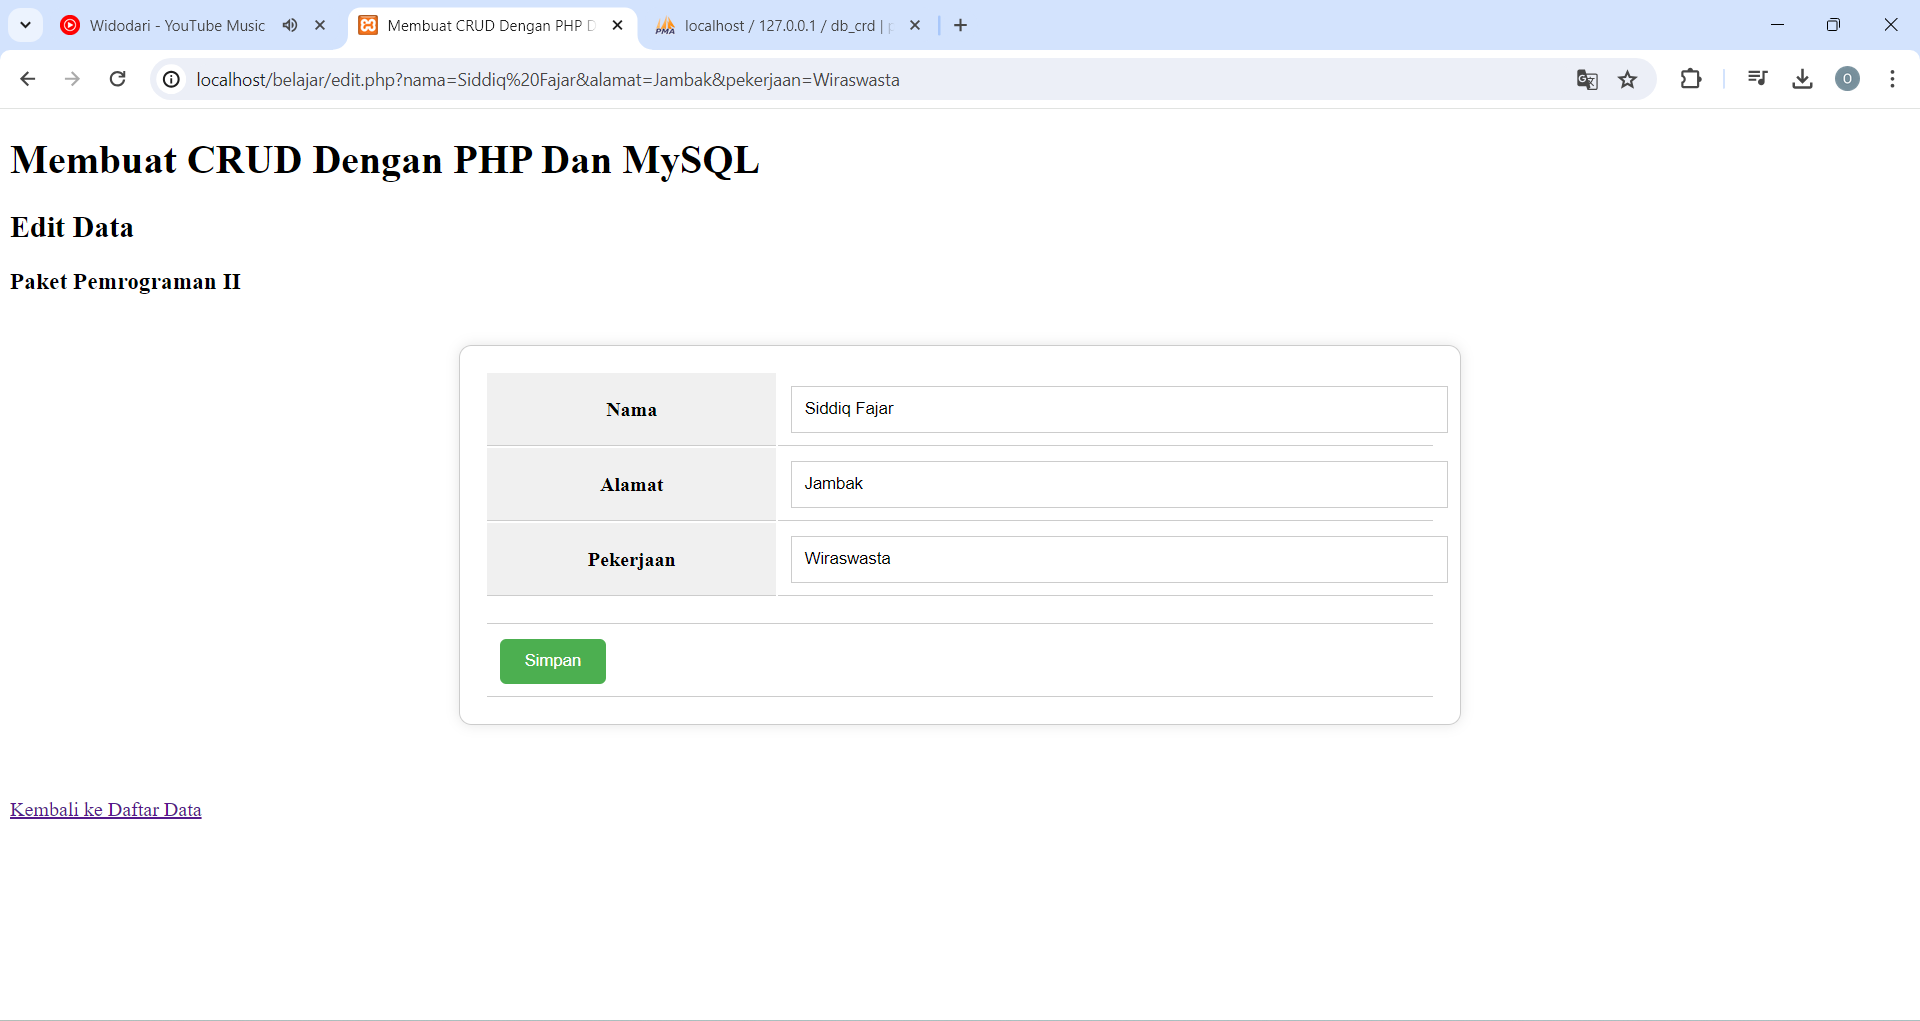 Widodari - YouTube Music
Membuat CRUD Dengan PHP D
localhost / 127.0.0.1 / db_crd |
localhost/belajar/edit.php?nama=Siddiq%20Fajar&alamat=Jambak&pekerjaan=Wiraswasta
O
Membuat CRUD Dengan PHP Dan MySQL
Edit Data
Paket Pemrograman II
Nama
Siddiq Fajar
Alamat
Jambak
Pekerjaan
Wiraswasta
Simpan
Kembali ke Daftar Data